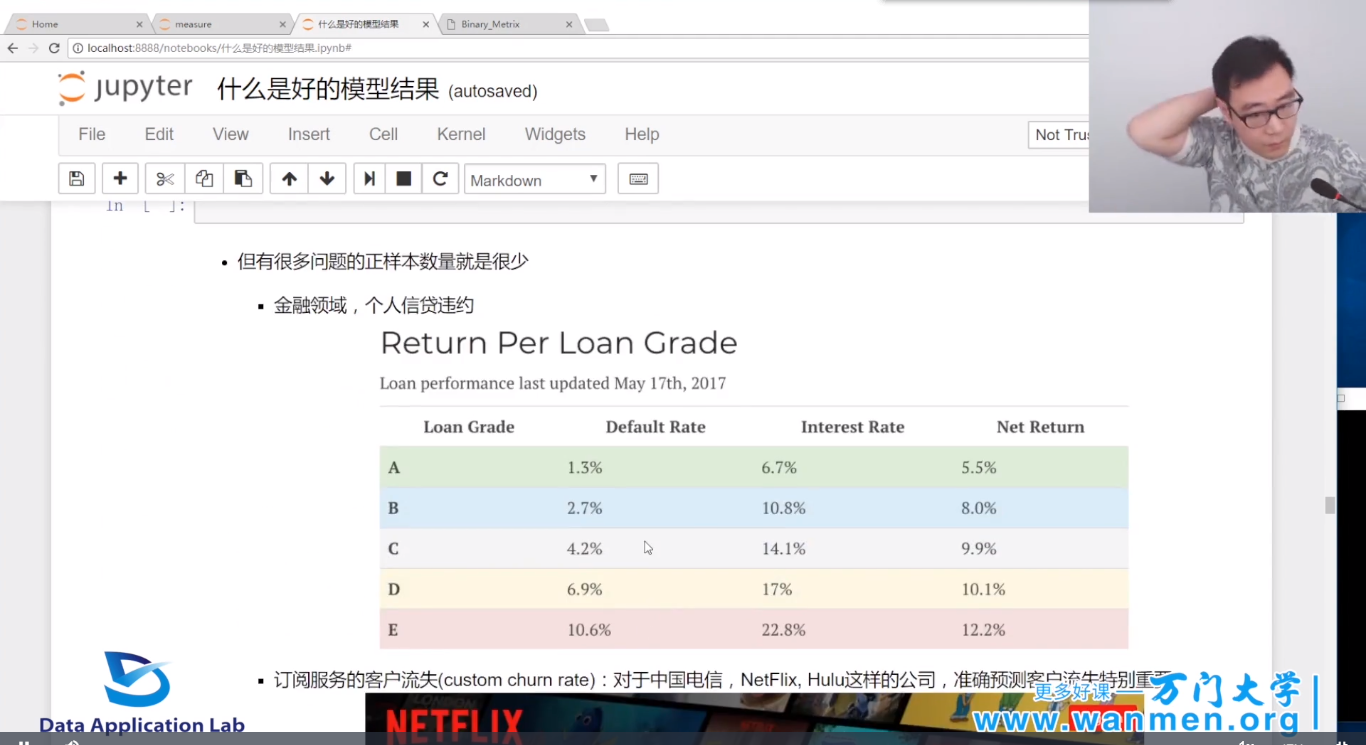 Home
measure
什么是好的模型结果
Binary_Metrix
localhost:8888/notebooks/什么是好的模型结果.ipynb#
jupyter 什么是好的模型结果 (autosaved)
File Edit View Insert Cell Kernel Widgets Help
Not
Markdown
In [ ]:
但有很多问题的正样本数量就是很少
金融领域，个人信贷违约
Return Per Loan Grade
Loan performance last updated May 17th, 2017
Loan Grade Default Rate Interest Rate Net Return
A 1.3% 6.7% 5.5%
B 2.7% 10.8% 8.0%
C 4.2% 14.1% 9.9%
D 6.9% 17% 10.1%
E 10.6% 22.8% 12.2%
订阅服务的客户流失(custom churn rate)：对于中国电信，NetFlix, Hulu这样的公司，准确预测客户流失特别重要
NETFLIX
Data Application Lab
更多好课 万门大学
www.wanmen.org